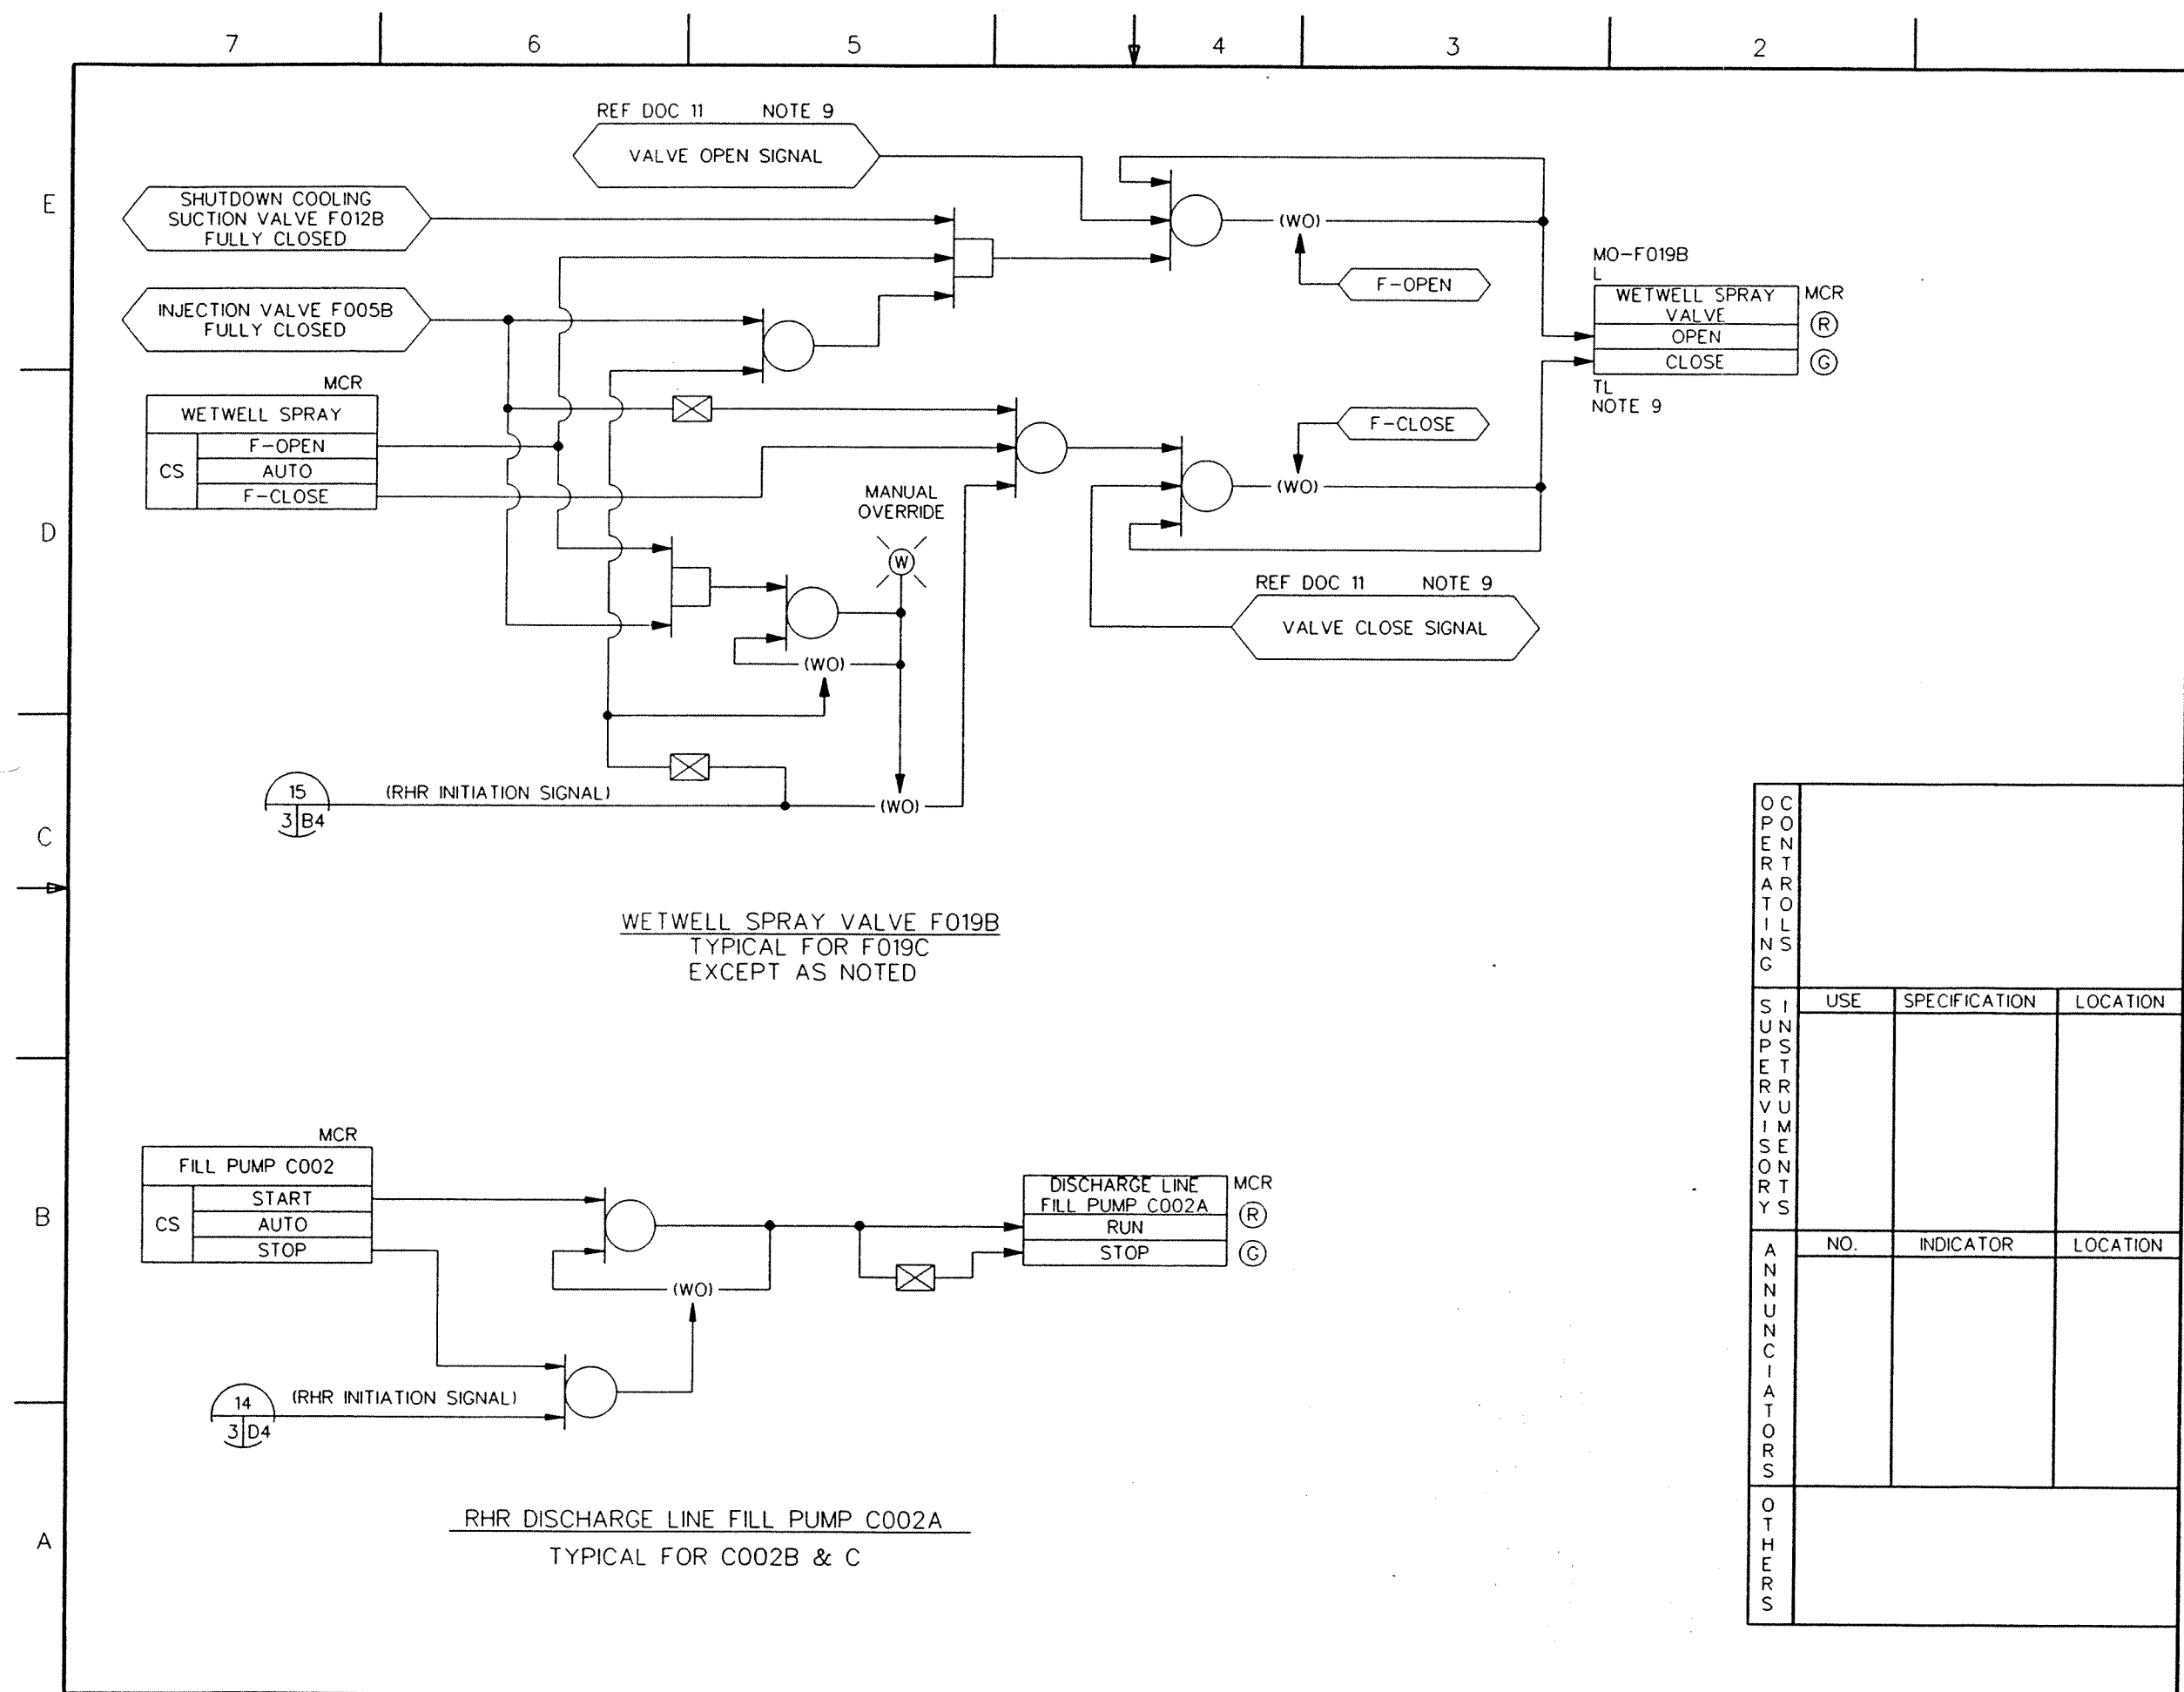 7 6 5 4 3 2
E
D
C
B
A
REF DOC 11 NOTE 9
VALVE OPEN SIGNAL
SHUTDOWN COOLING
SUCTION VALVE F012B
FULLY CLOSED
INJECTION VALVE F005B
FULLY CLOSED
(WO)
F-OPEN
MO-F019B
L
WETWELL SPRAY
VALVE
OPEN
CLOSE
MCR
R
G
TL
NOTE 9
MCR
WETWELL SPRAY
CS
F-OPEN
AUTO
F-CLOSE
F-CLOSE
(WO)
MANUAL
OVERRIDE
W
(WO)
REF DOC 11 NOTE 9
VALVE CLOSE SIGNAL
15
3 B4
(RHR INITIATION SIGNAL)
(WO)
WETWELL SPRAY VALVE F019B
TYPICAL FOR F019C
EXCEPT AS NOTED
MCR
FILL PUMP C002
CS
START
AUTO
STOP
(WO)
DISCHARGE LINE
FILL PUMP C002A
RUN
STOP
MCR
R
G
14
3 D4
(RHR INITIATION SIGNAL)
RHR DISCHARGE LINE FILL PUMP C002A
TYPICAL FOR C002B & C
OPERATING
CONTROLS
SUPERVISORY
INSTRUMENTS
USE SPECIFICATION LOCATION
ANNUNCIATORS
NO. INDICATOR LOCATION
OTHERS